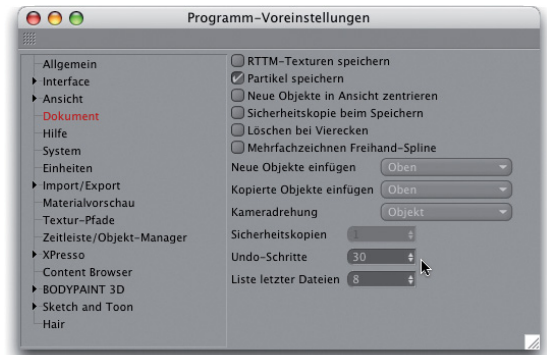 Programm-Voreinstellungen
Allgemein
Interface
Ansicht
Dokument
Hilfe
System
Einheiten
Import/Export
Materialvorschau
Textur-Pfade
Zeitleiste/Objekt-Manager
XPresso
Content Browser
BODYPAINT 3D
Sketch and Toon
Hair
RTTM-Texturen speichern
Partikel speichern
Neue Objekte in Ansicht zentrieren
Sicherheitskopie beim Speichern
Löschen bei Vierecken
Mehrfachzeichnen Freihand-Spline
Neue Objekte einfügen Oben
Kopierte Objekte einfügen Oben
Kameradrehung Objekt
Sicherheitskopien 1
Undo-Schritte 30
Liste letzter Dateien 8